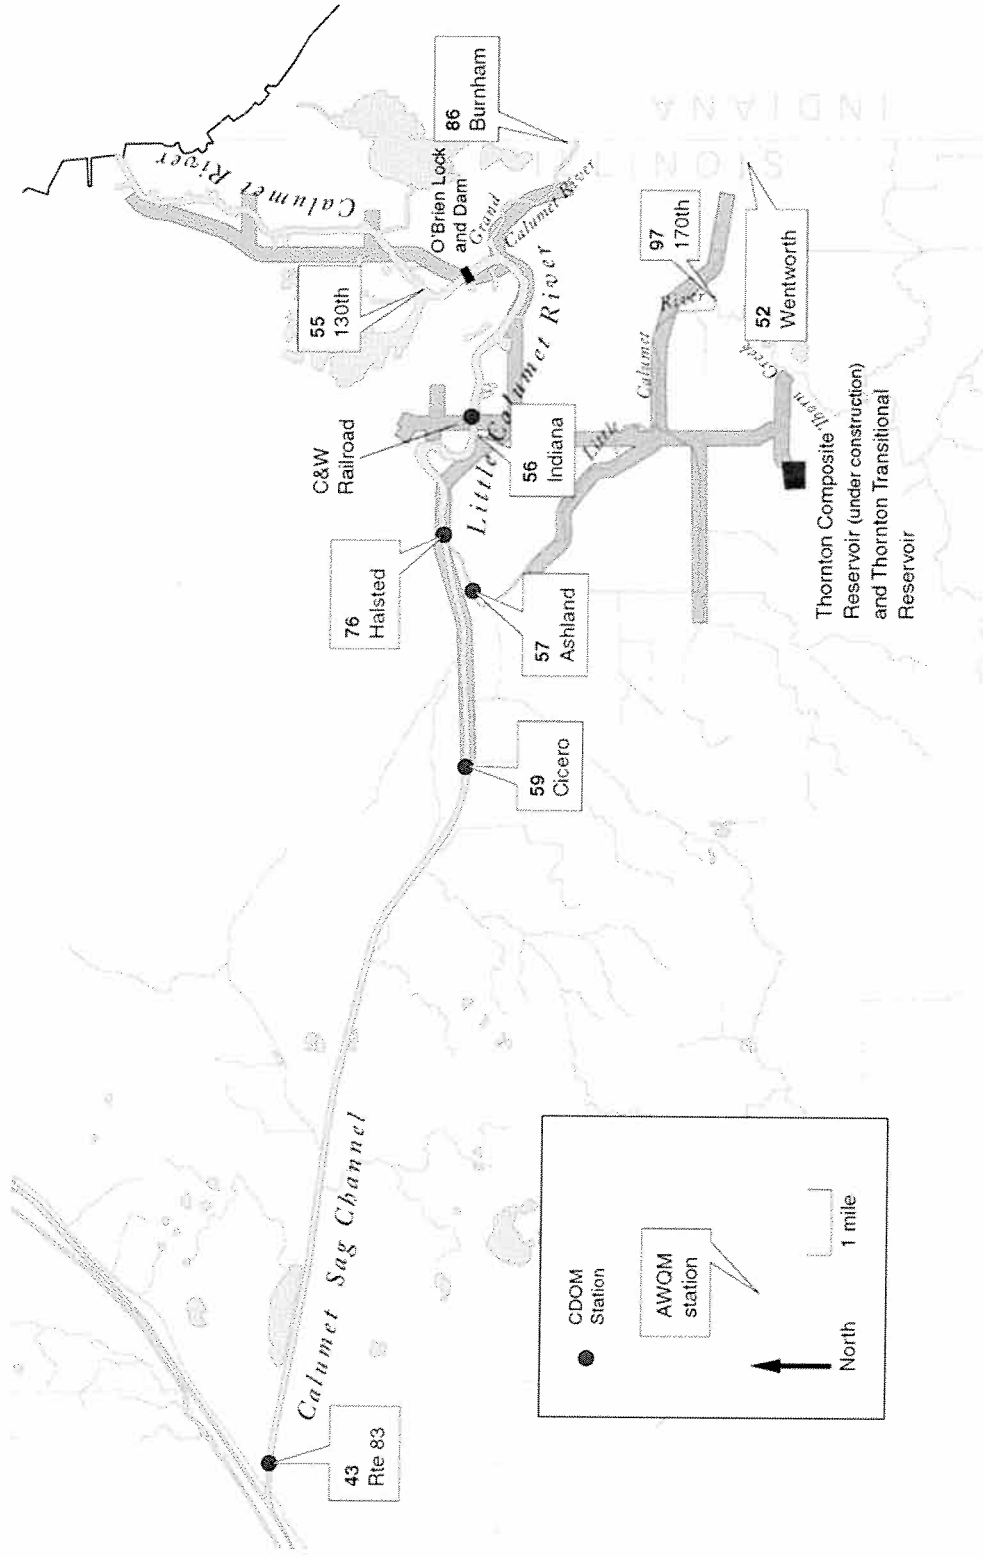 Calumet River
INDIANA
ILLINOIS
86
Burnham
O'Brien Lock
and Dam
Grand
Calumet River
55
130th
C&W
Railroad
Little Calumet River
56
Indiana
97
170th
52
Wentworth
Little
Calumet
River
Thorn
Creek
Thornton Composite
Reservoir (under construction)
and Thornton Transitional
Reservoir
76
Halsted
57
Ashland
59
Cicero
Calumet Sag Channel
43
Rte 83
CDOM
Station
AWQM
station
North
1 mile